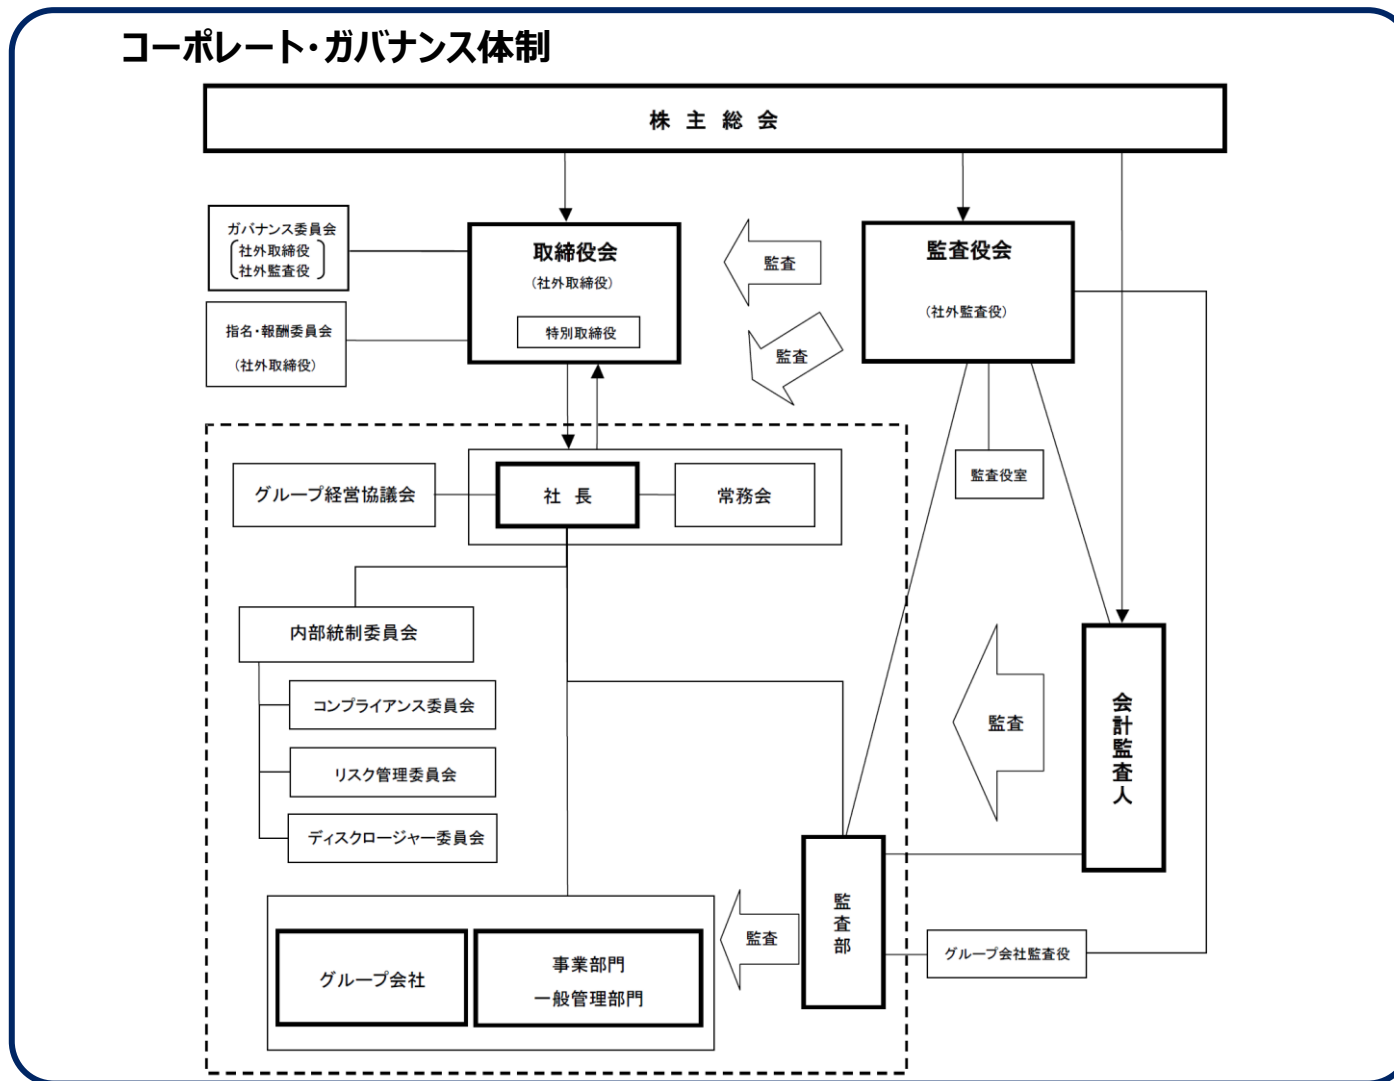 コーポレート・ガバナンス体制
株主総会
ガバナンス委員会
社外取締役
社外監査役
指名・報酬委員会
(社外取締役)
取締役会
(社外取締役)
特別取締役
監査
監査
監査役会
(社外監査役)
監査役室
グループ経営協議会
社長
常務会
内部統制委員会
コンプライアンス委員会
リスク管理委員会
ディスクロージャー委員会
監査
会計監査人
グループ会社
事業部門
一般管理部門
監査
監査部
グループ会社監査役